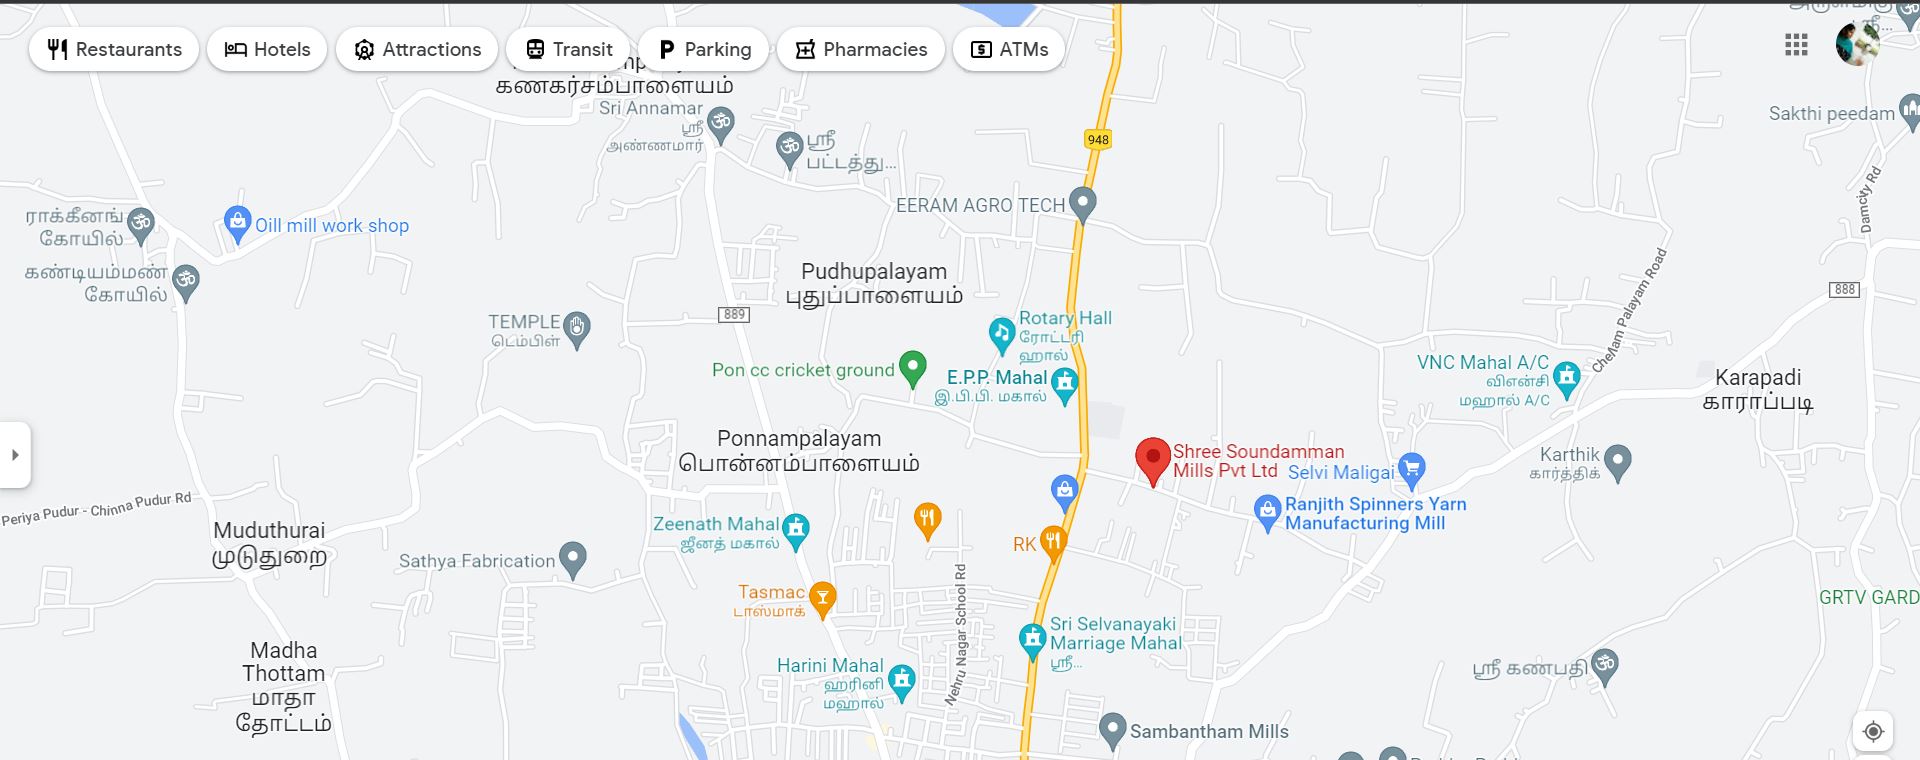 Restaurants
Hotels
Attractions
Transit
Parking
Pharmacies
ATMs
கணகர்சம்பாளையம்
Sri Annamar
ஸ்ரீ
அண்ணமார்
ஸ்ரீ
பட்டத்து...
948
Sakthi peedam
Damcity Rd
EERAM AGRO TECH
ராக்கீனங்
கோயில்
Oill mill work shop
கண்டியம்மண்
கோயில்
Pudhupalayam
புதுப்பாளையம்
Chellam Palayam Road
888
889
TEMPLE
டெம்பிள்
Rotary Hall
ரோட்டரி
ஹால்
Pon cc cricket ground
E.P.P. Mahal
இ.பி.பி. மகால்
VNC Mahal A/C
விஎன்சி
மஹால் A/C
Karapadi
காராப்படி
Ponnampalayam
பொன்னம்பாளையம்
Shree Soundamman
Mills Pvt Ltd
Selvi Maligai
Karthik
கார்த்திக்
Periya Pudur - Chinna Pudur Rd
Ranjith Spinners Yarn
Manufacturing Mill
Muduthurai
முடுதுறை
Zeenath Mahal
ஜீனத் மகால்
RK
Sathya Fabrication
Tasmac
டாஸ்மாக்
Nehru Nagar School Rd
GRTV GARD
Sri Selvanayaki
Marriage Mahal
ஸ்ரீ...
Madha
Thottam
மாதா
தோட்டம்
Harini Mahal
ஹரினி
மஹால்
ஸ்ரீ கண்பதி
Sambantham Mills